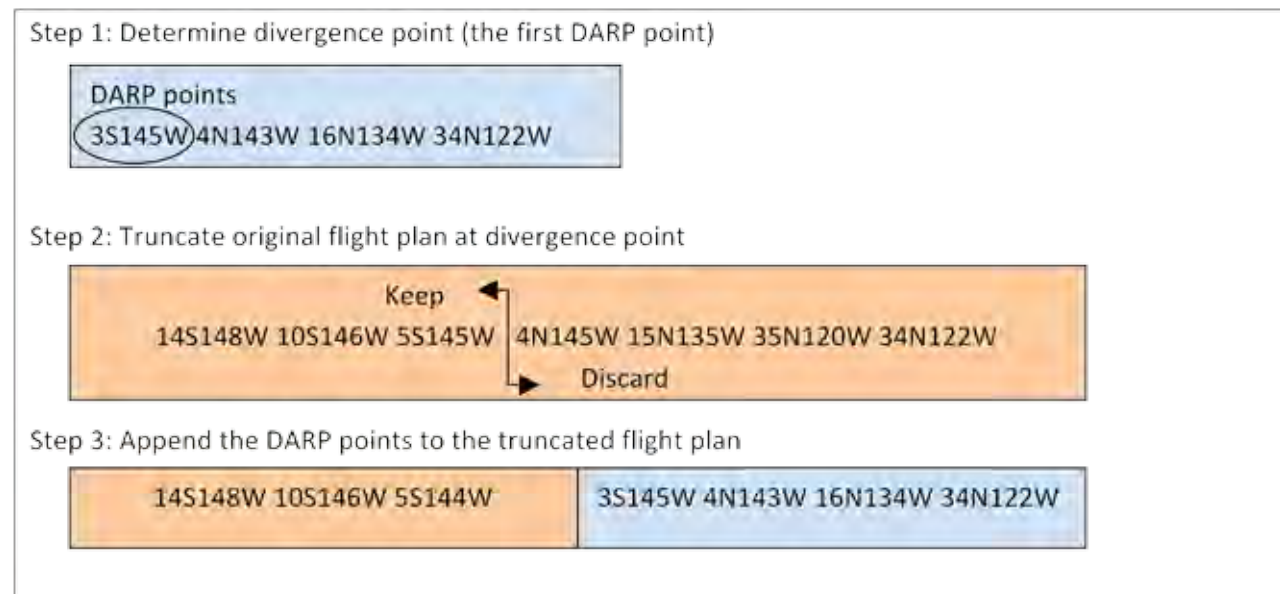 Step 1: Determine divergence point (the first DARP point)
DARP points
3S145W 4N143W 16N134W 34N122W
Step 2: Truncate original flight plan at divergence point
Keep
14S148W 10S146W 5S145W 4N145W 15N135W 35N120W 34N122W
Discard
Step 3: Append the DARP points to the truncated flight plan
14S148W 10S146W 5S144W 3S145W 4N143W 16N134W 34N122W